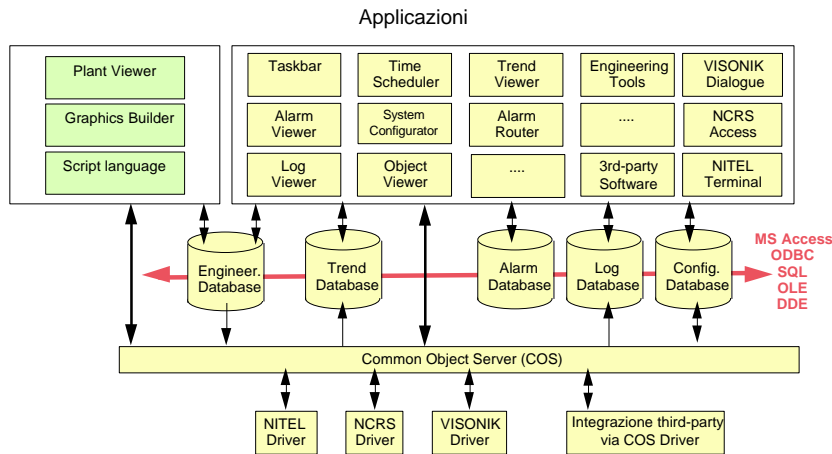 Applicazioni
Plant Viewer
Graphics Builder
Script language
Taskbar
Time
Scheduler
Trend
Viewer
Engineering
Tools
VISONIK
Dialogue
Alarm
Viewer
System
Configurator
Alarm
Router
....
NCRS
Access
Log
Viewer
Object
Viewer
....
3rd-party
Software
NITEL
Terminal
Engineer.
Database
Trend
Database
Alarm
Database
Log
Database
Config.
Database
MS Access
ODBC
SQL
OLE
DDE
Common Object Server (COS)
NITEL
Driver
NCRS
Driver
VISONIK
Driver
Integrazione third-party
via COS Driver